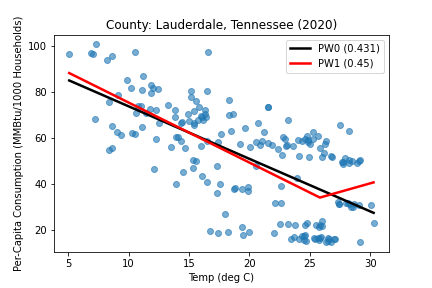 County: Lauderdale, Tennessee (2020)
Per-Capita Consumption (MMBtu/1000 Households)
100
80
60
40
20
PW0 (0.431)
PW1 (0.45)
5 10 15 20 25 30
Temp (deg C)